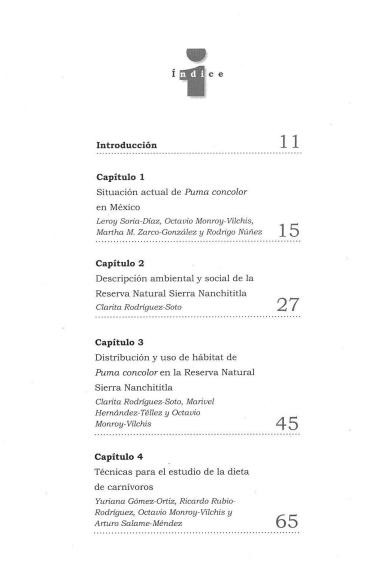 Índice
Introducción 11
Capítulo 1
Situación actual de Puma concolor
en México
Leroy Soria-Díaz, Octavio Monroy-Vilchis,
Martha M. Zarco-González y Rodrigo Núñez 15
Capítulo 2
Descripción ambiental y social de la
Reserva Natural Sierra Nanchititla
Clarita Rodríguez-Soto 27
Capítulo 3
Distribución y uso de hábitat de
Puma concolor en la Reserva Natural
Sierra Nanchititla
Clarita Rodríguez-Soto, Marivel
Hernández-Téllez y Octavio
Monroy-Vilchis 45
Capítulo 4
Técnicas para el estudio de la dieta
de carnívoros
Yuriana Gómez-Ortiz, Ricardo Rubio-
Rodríguez, Octavio Monroy-Vilchis y
Arturo Salame-Méndez 65